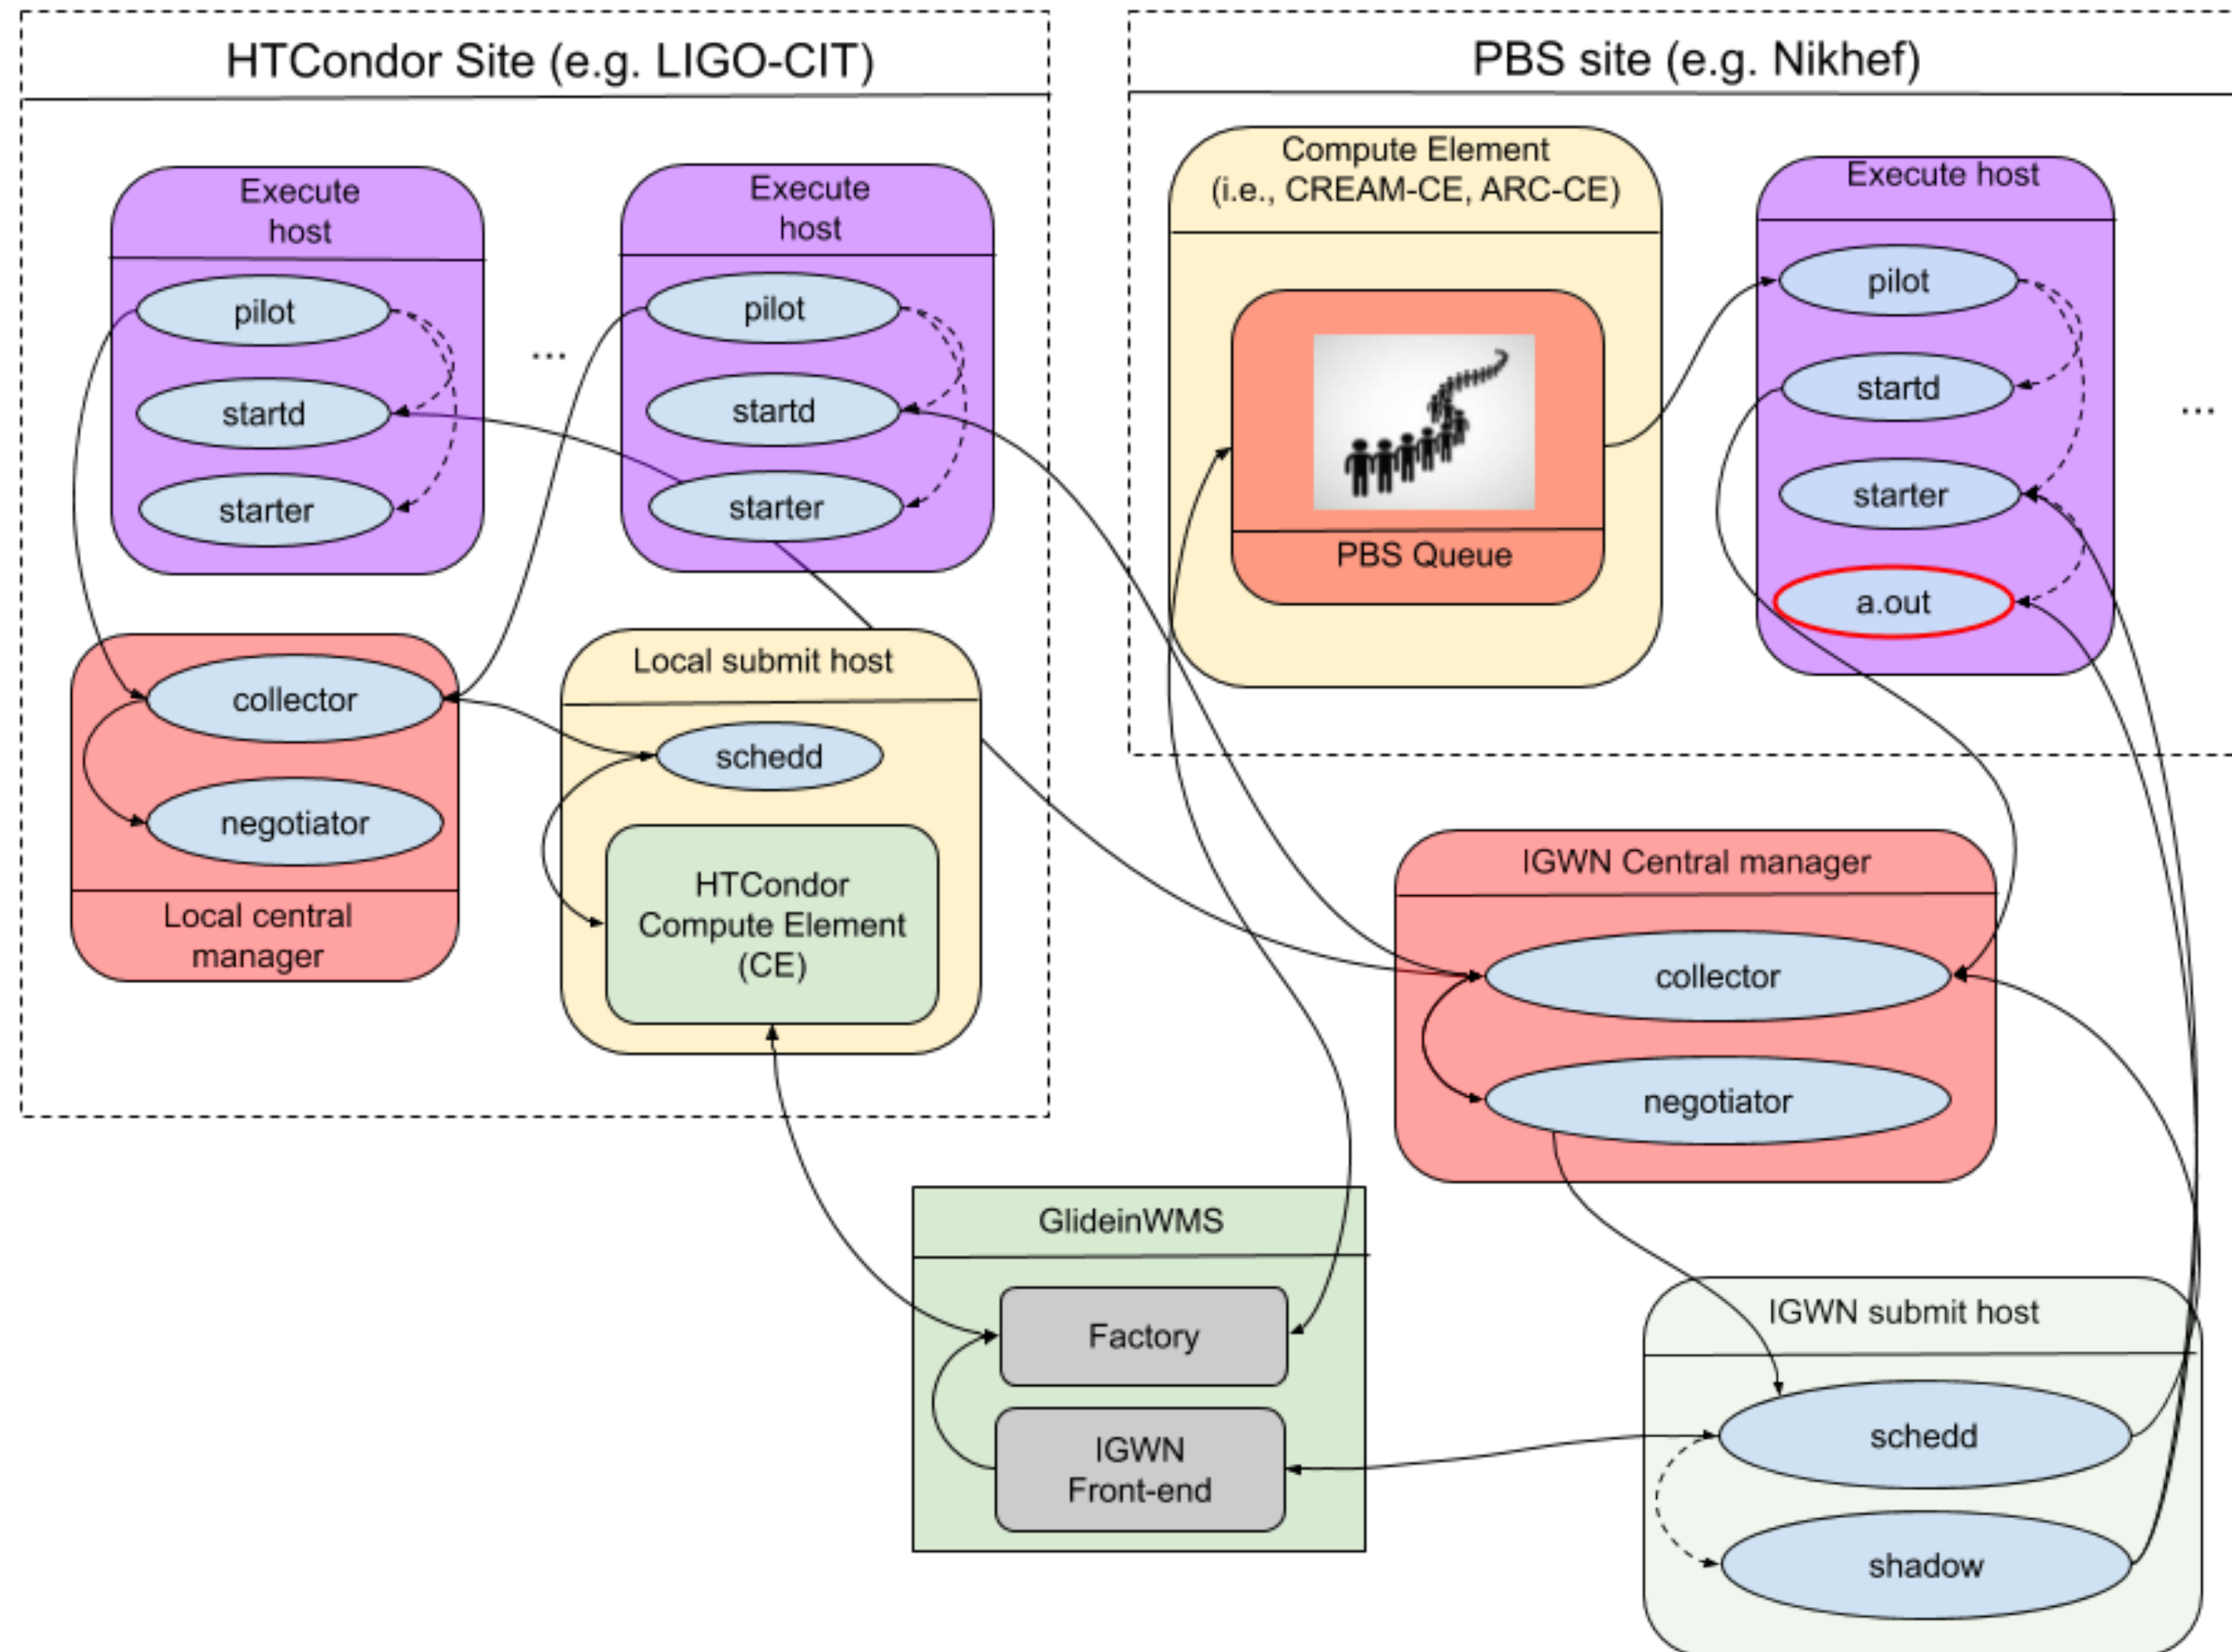 HTCondor Site (e.g. LIGO-CIT)
Execute
host
pilot
startd
starter
...
Execute
host
pilot
startd
starter
collector
negotiator
Local central
manager
Local submit host
schedd
HTCondor
Compute Element
(CE)
PBS site (e.g. Nikhef)
Compute Element
(i.e., CREAM-CE, ARC-CE)
PBS Queue
Execute host
pilot
startd
starter
a.out
...
IGWN Central manager
collector
negotiator
GlideinWMS
Factory
IGWN
Front-end
IGWN submit host
schedd
shadow